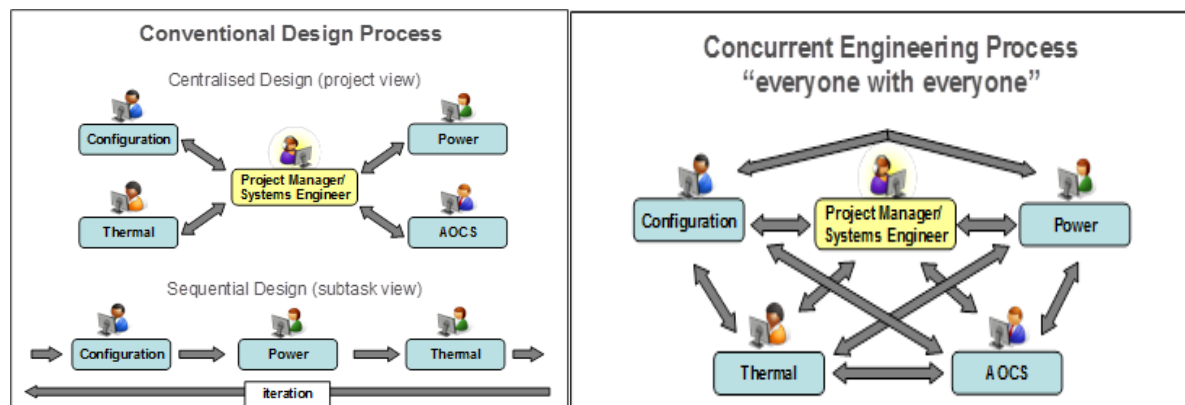 Conventional Design Process
Centralised Design (project view)
Configuration
Power
Project Manager/
Systems Engineer
Thermal
AOCS
Sequential Design (subtask view)
Configuration
Power
Thermal
iteration
Concurrent Engineering Process
“everyone with everyone”
Configuration
Project Manager/
Systems Engineer
Power
Thermal
AOCS